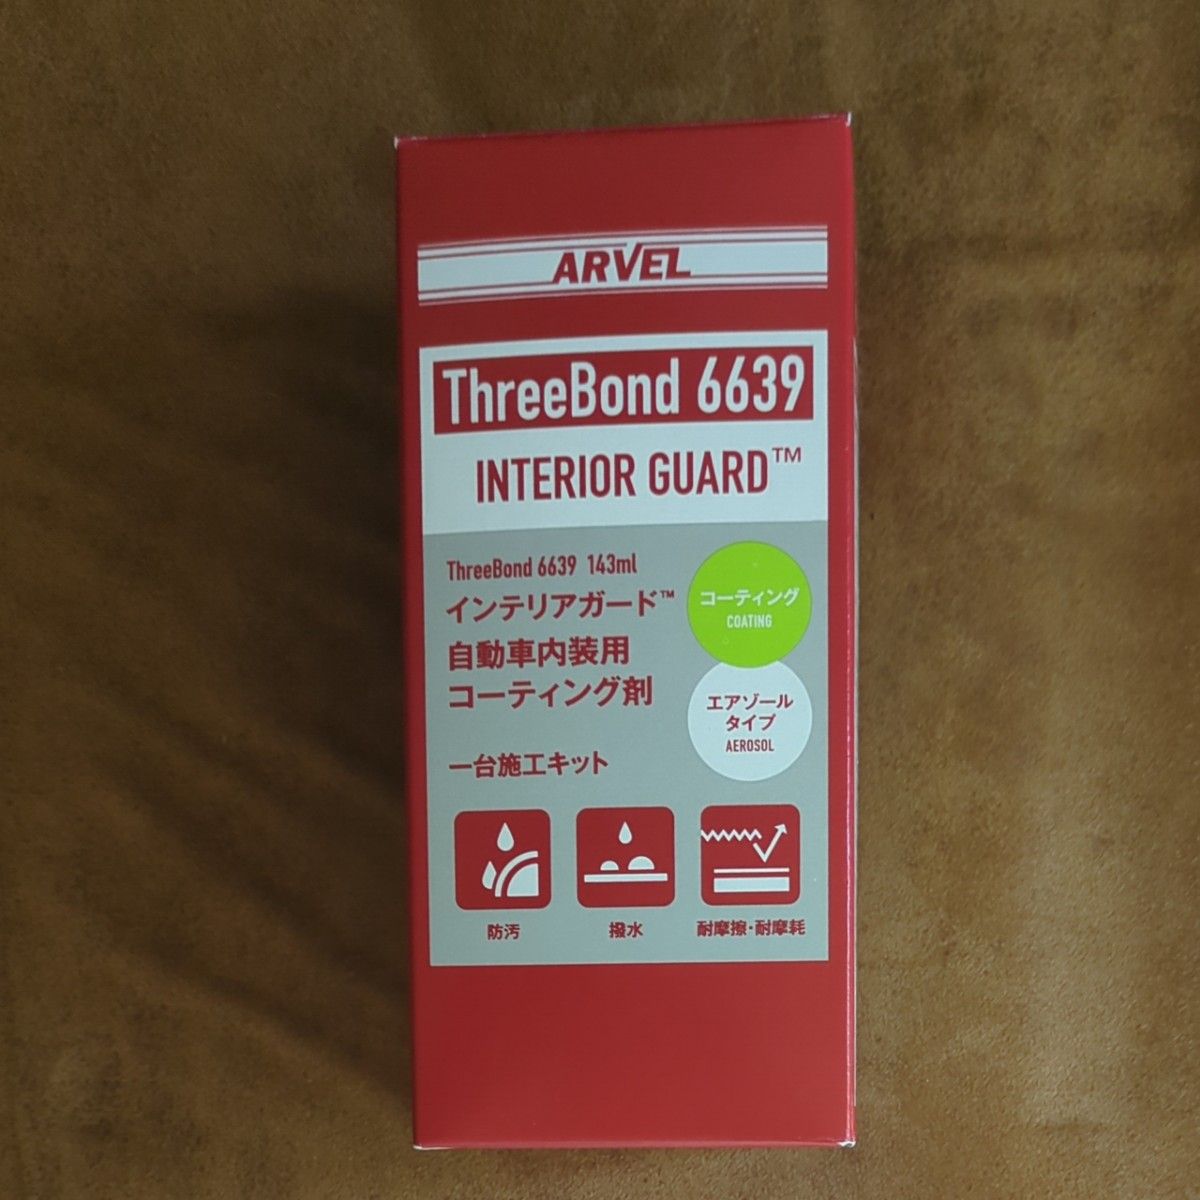 ARVEL
ThreeBond 6639
INTERIOR GUARD™
ThreeBond 6639 143ml
インテリアガード™
自動車内装用
コーティング剤
一台施工キット
コーティング
COATING
エアゾール
タイプ
AEROSOL
防汚
撥水
耐摩擦・耐摩耗